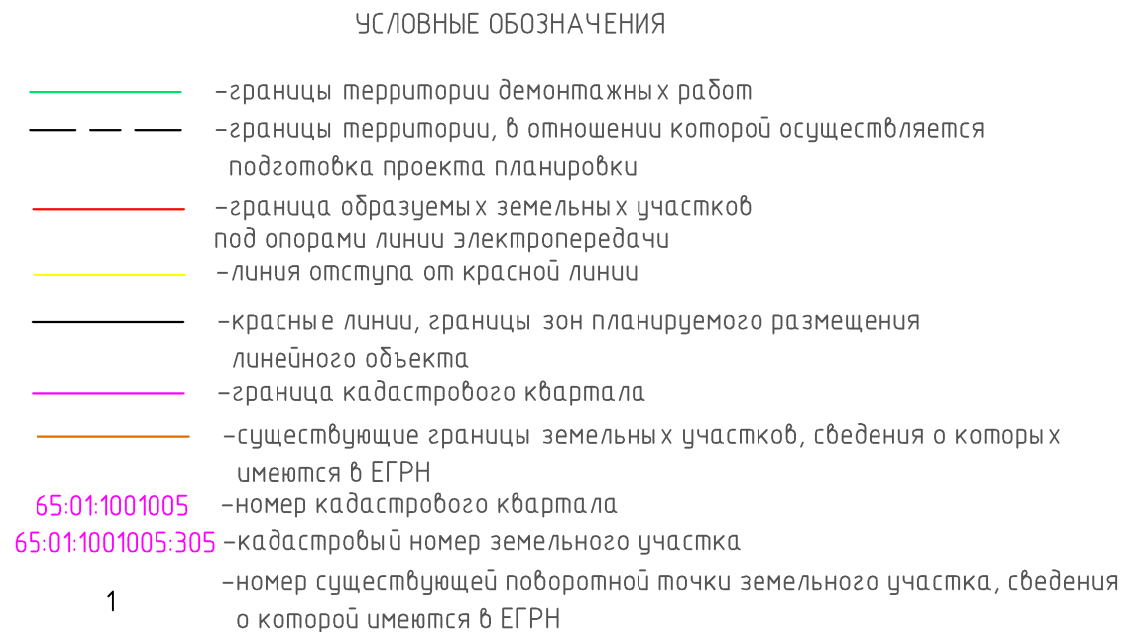 УСЛОВНЫЕ ОБОЗНАЧЕНИЯ
–границы территории демонтажных работ
–границы территории, в отношении которой осуществляется
подготовка проекта планировки
–граница образуемых земельных участков
под опорами линии электропередачи
–линия отступа от красной линии
–красные линии, границы зон планируемого размещения
линейного объекта
–граница кадастрового квартала
–существующие границы земельных участков, сведения о которых
имеются в ЕГРН
65:01:1001005 –номер кадастрового квартала
65:01:1001005:305 –кадастровый номер земельного участка
1 –номер существующей поворотной точки земельного участка, сведения
о которой имеются в ЕГРН